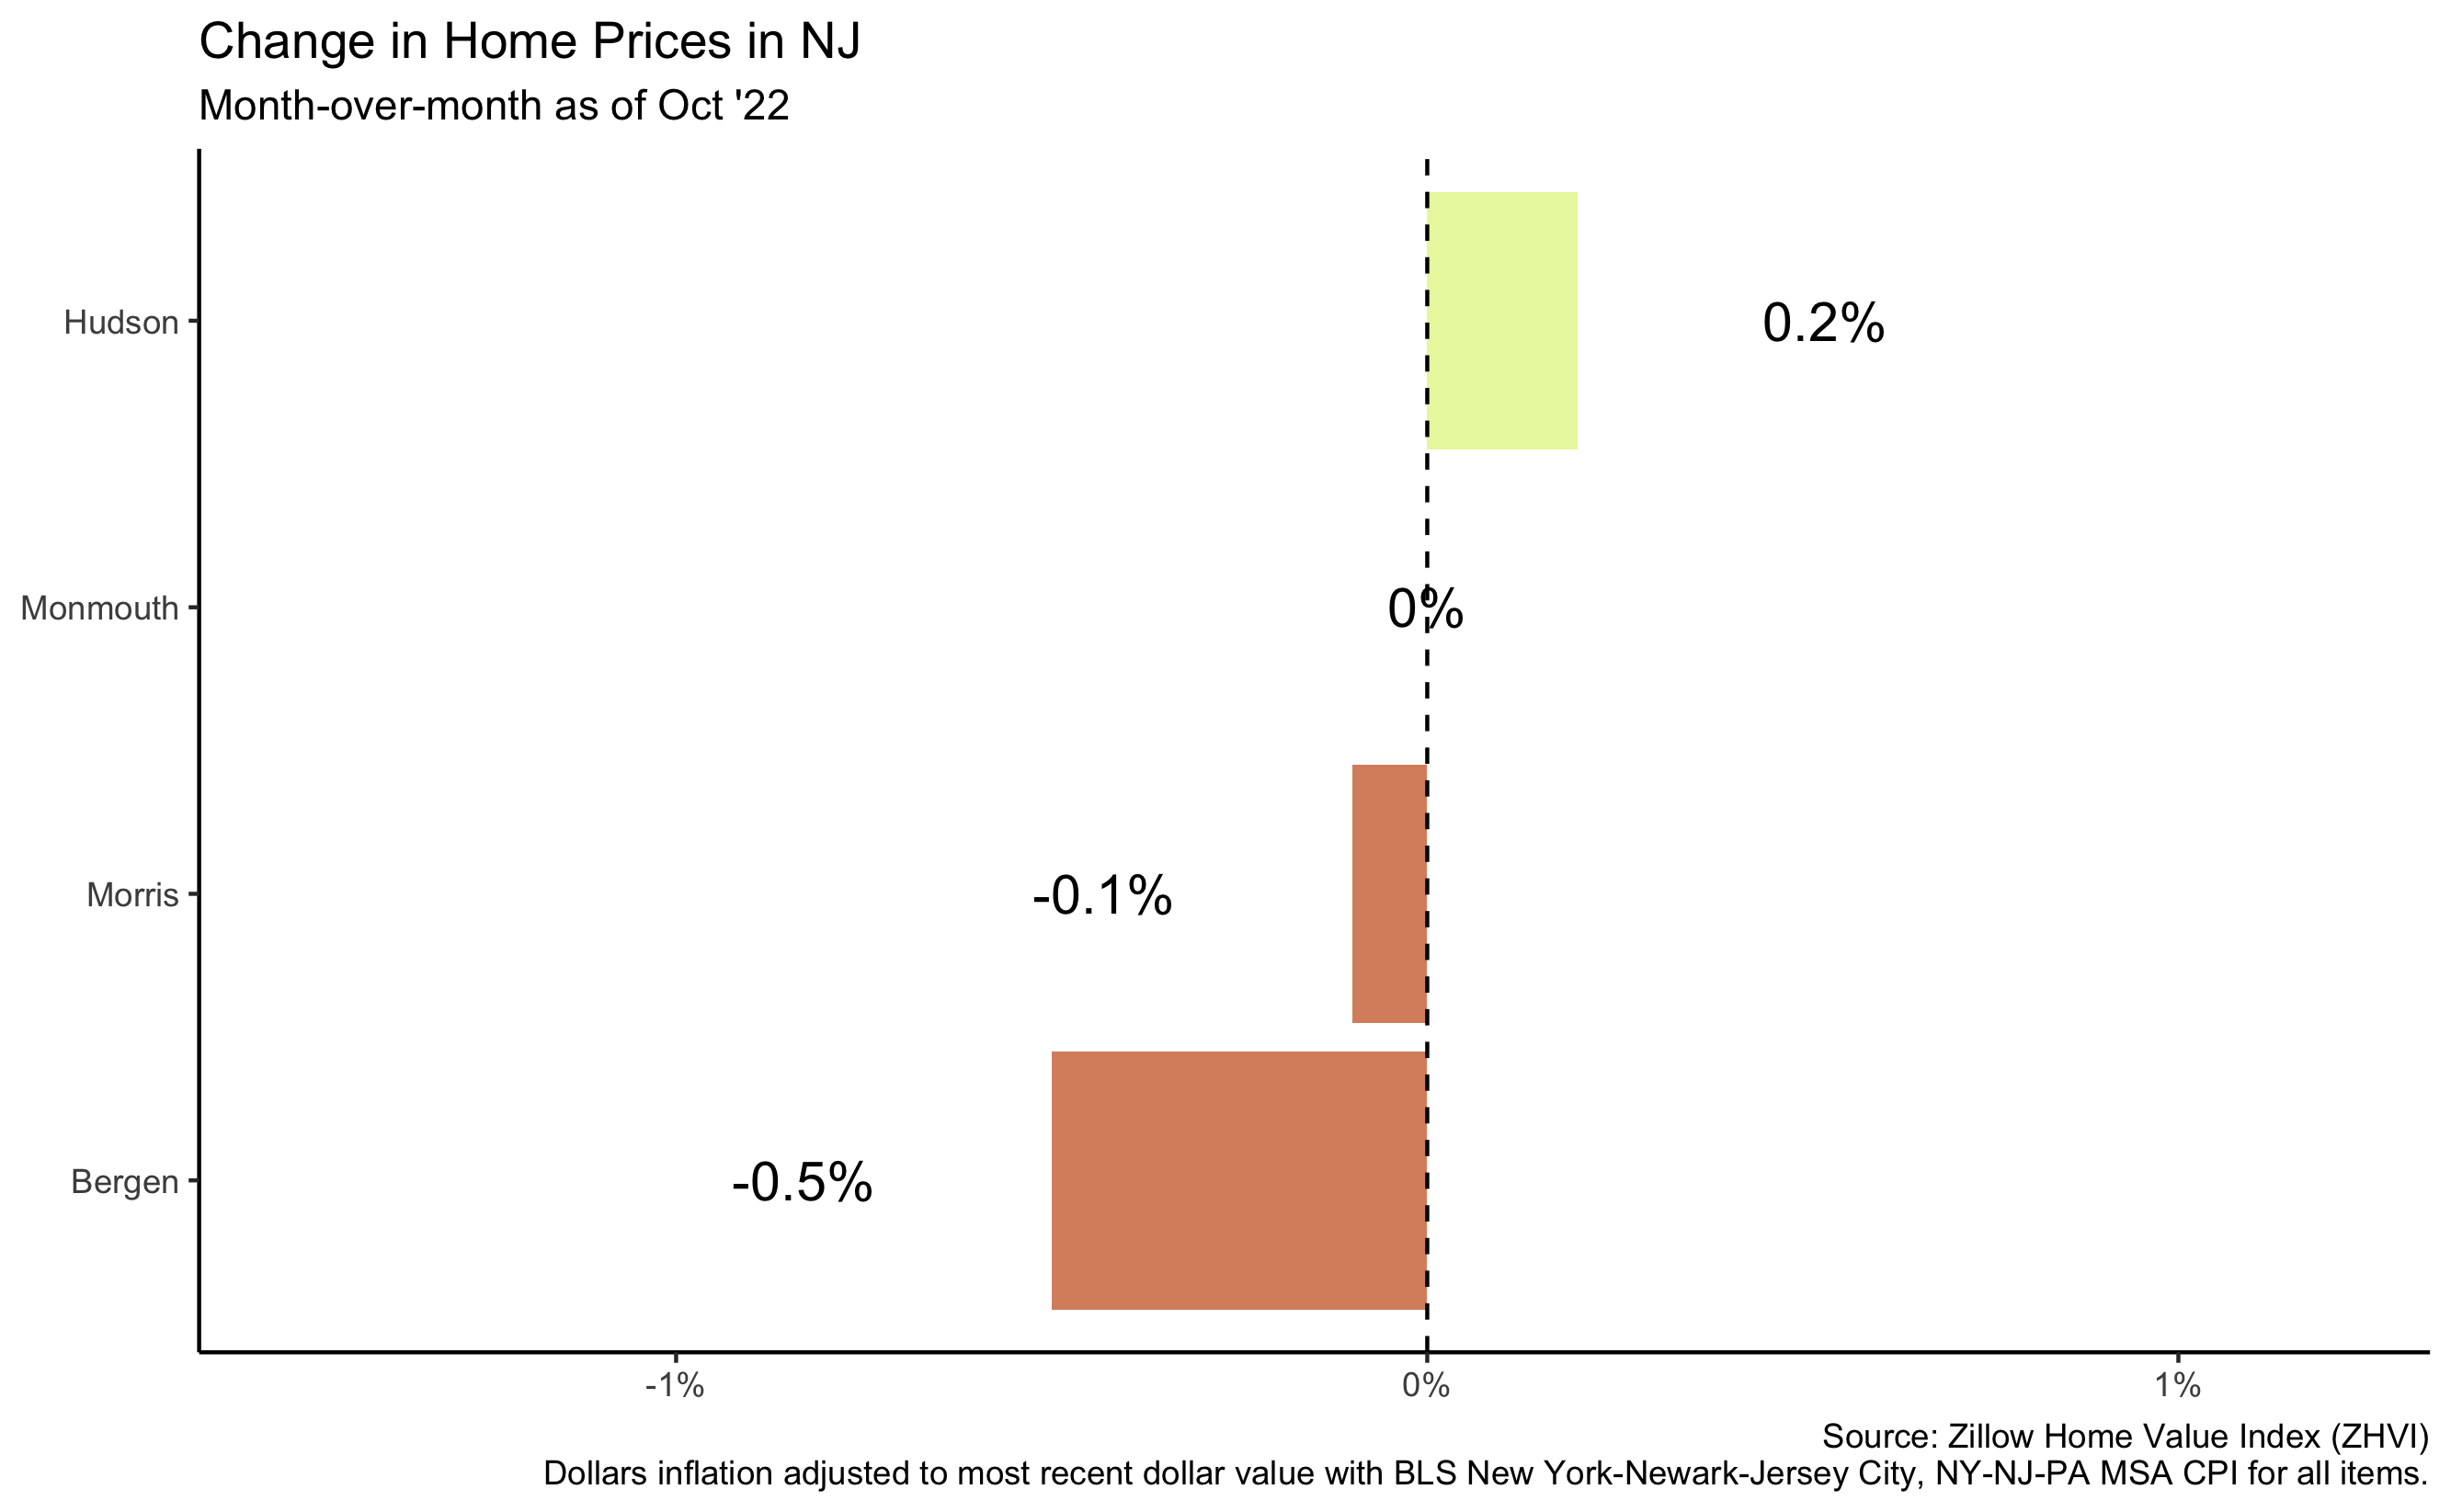 Change in Home Prices in NJ
Month-over-month as of Oct '22
Hudson
0.2%
Monmouth
0%
Morris
-0.1%
Bergen
-0.5%
-1%
0%
1%
Source: Zillow Home Value Index (ZHVI)
Dollars inflation adjusted to most recent dollar value with BLS New York-Newark-Jersey City, NY-NJ-PA MSA CPI for all items.